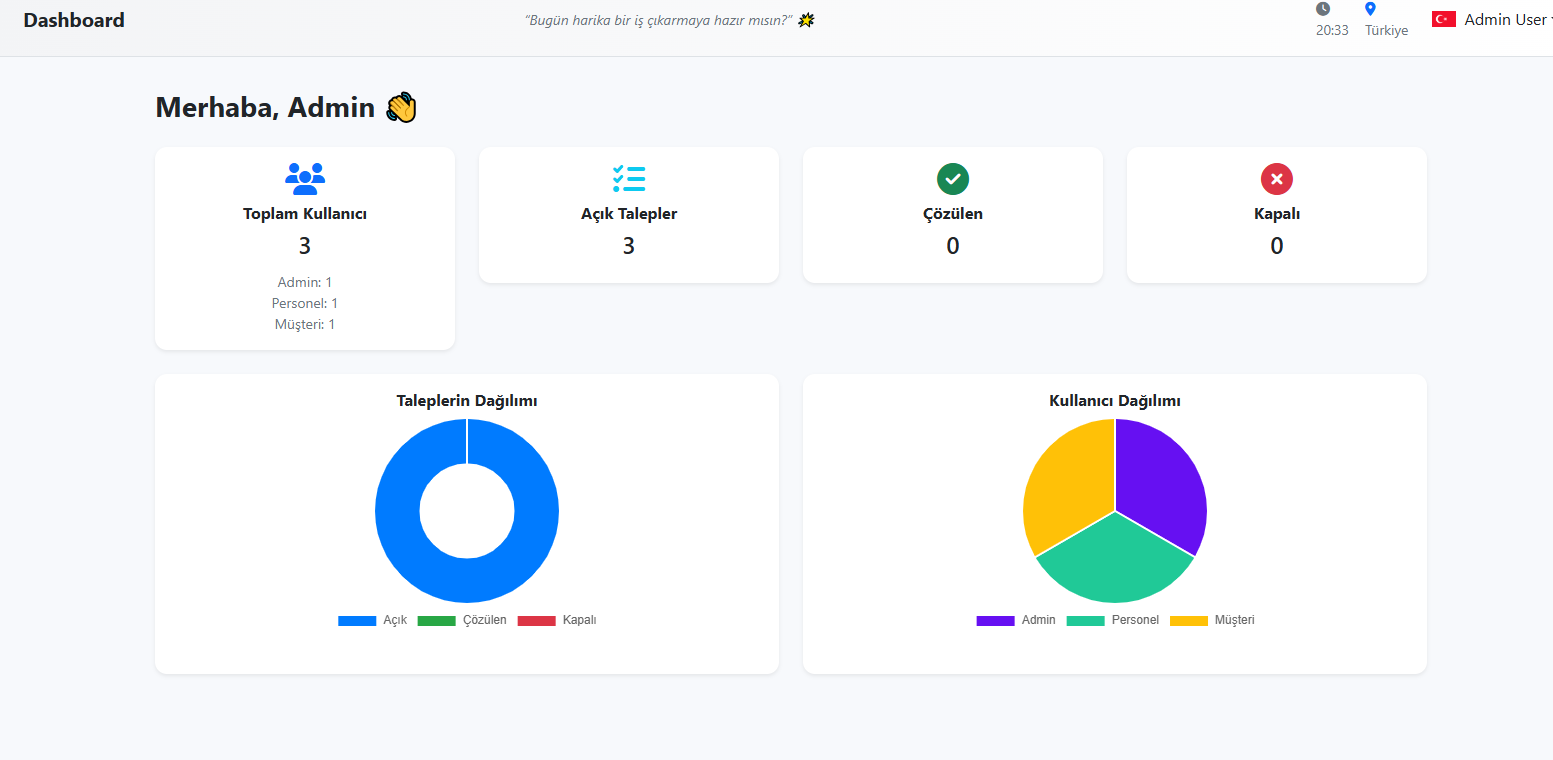 Dashboard
“Bugün harika bir iş çıkarmaya hazır mısın?”
20:33
Türkiye
Admin User
Merhaba, Admin
Toplam Kullanıcı
3
Admin: 1
Personel: 1
Müşteri: 1
Açık Talepler
3
Çözülen
0
Kapalı
0
Taleplerin Dağılımı
Açık Çözülen Kapalı
Kullanıcı Dağılımı
Admin Personel Müşteri